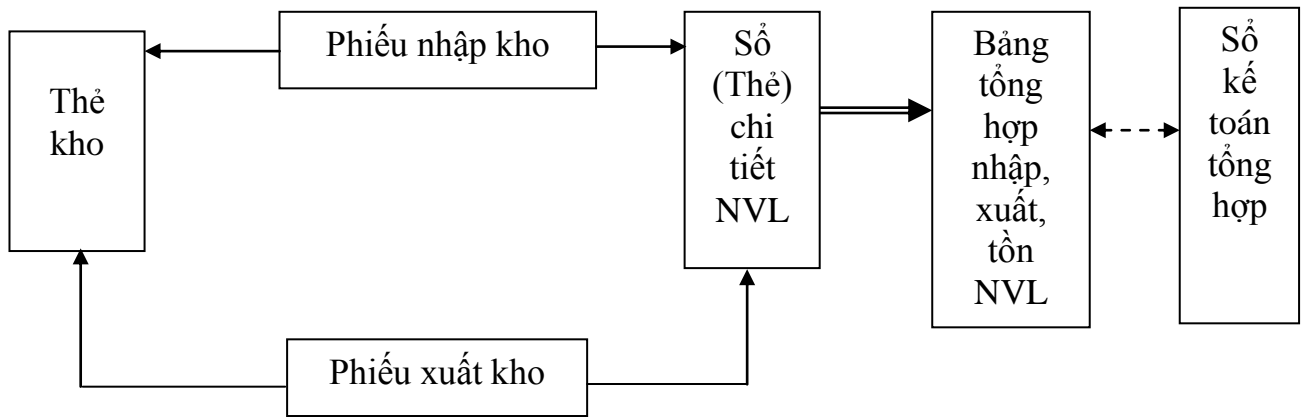 Thẻ
kho
Phiếu nhập kho
Phiếu xuất kho
Sổ
(Thẻ)
chi
tiết
NVL
Bảng
tổng
hợp
nhập,
xuất,
tồn
NVL
Sổ
kế
toán
tổng
hợp